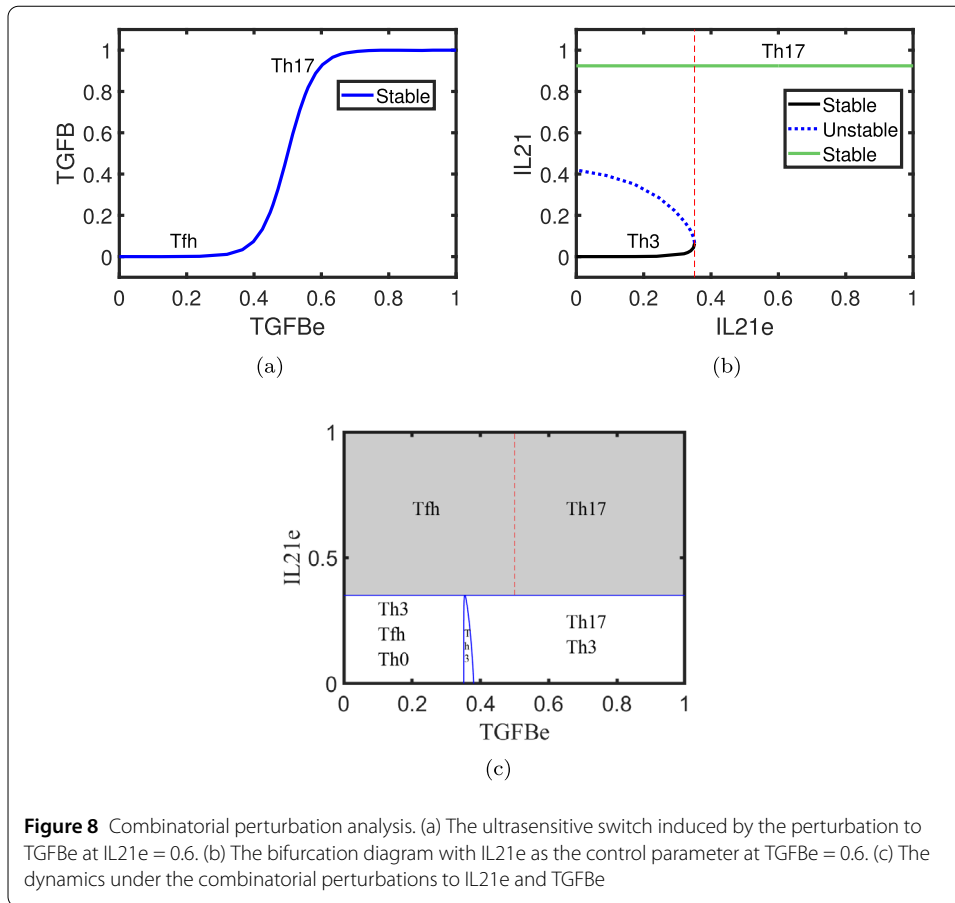 1
0.8
0.6
0.4
0.2
0
TGFB
Th17
Stable
Tfh
0 0.2 0.4 0.6 0.8 1
TGFBe
(a)
1
0.8
0.6
0.4
0.2
0
IL21
Th17
Stable
Unstable
Stable
Th3
0 0.2 0.4 0.6 0.8 1
IL21e
(b)
1
0.5
0
IL21e
Tfh
Th17
Th3
Tfh
Th0
T
h
3
Th17
Th3
0 0.2 0.4 0.6 0.8 1
TGFBe
(c)
Figure 8 Combinatorial perturbation analysis. (a) The ultrasensitive switch induced by the perturbation to
TGFBe at IL21e = 0.6. (b) The bifurcation diagram with IL21e as the control parameter at TGFBe = 0.6. (c) The
dynamics under the combinatorial perturbations to IL21e and TGFBe